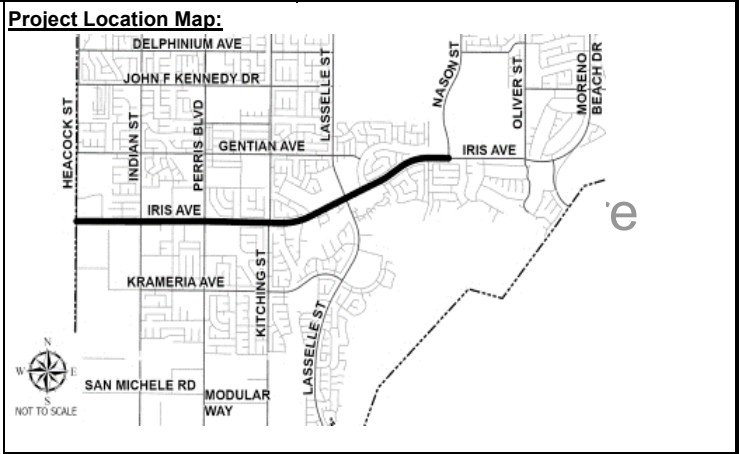 Project Location Map:
DELPHINIUM AVE
JOHN F KENNEDY DR
HEACOCK ST
INDIAN ST
PERRIS BLVD
LASSELLE ST
NASON ST
OLIVER ST
MORENO
BEACH DR
GENTIAN AVE
IRIS AVE
IRIS AVE
re
KRAMERIA AVE
KITCHING ST
LASSELLE ST
N
W
E
S
NOT TO SCALE
SAN MICHELE RD
MODULAR
WAY